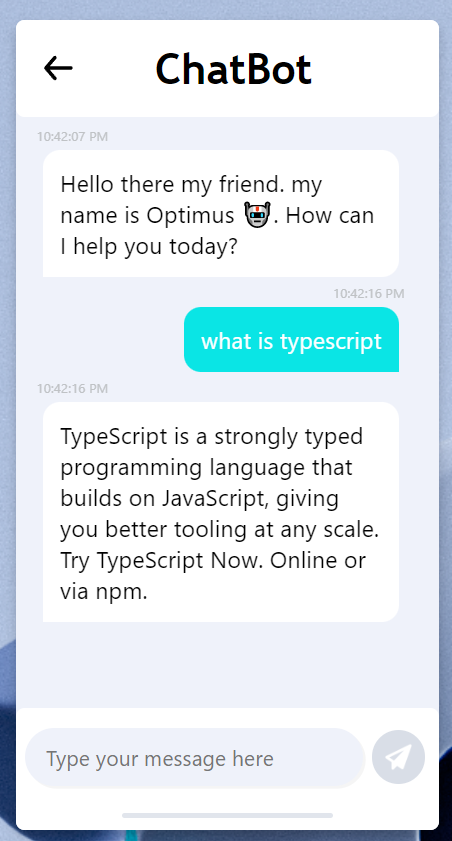 ChatBot
10:42:07 PM
Hello there my friend. my
name is Optimus 🤖. How can
I help you today?
10:42:16 PM
what is typescript
10:42:16 PM
TypeScript is a strongly typed
programming language that
builds on JavaScript, giving
you better tooling at any scale.
Try TypeScript Now. Online or
via npm.
Type your message here